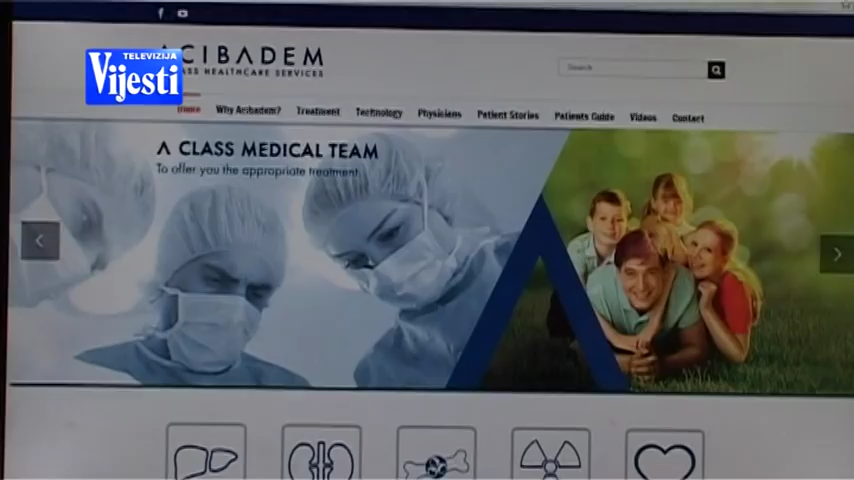 TELEVIZIJA
Vijesti
ACIBADEM
HEALTHCARE SERVICES
Search
Home Why Acibadem? Treatment Technology Physicians Patient Stories Patients Guide Videos Contact
Λ CLASS MEDICAL TEAM
To offer you the appropriate treatment